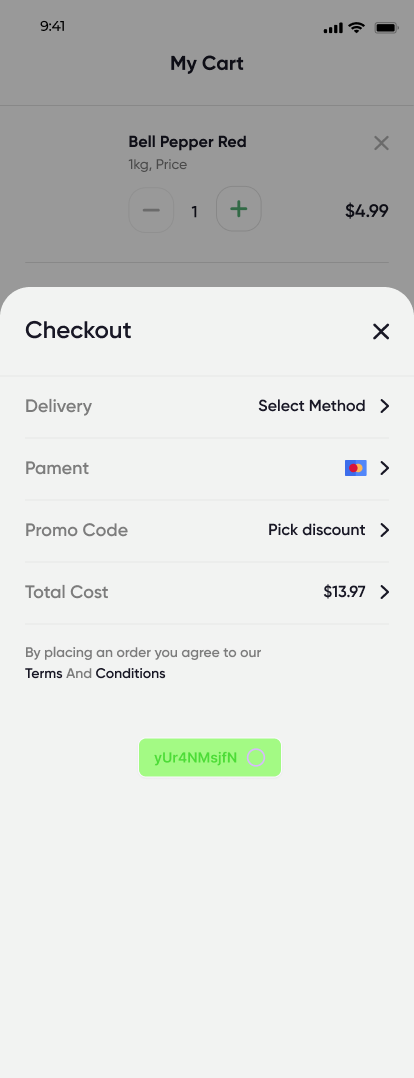 9:41
My Cart
Bell Pepper Red
1kg, Price
1
$4.99
Checkout
Delivery Select Method
Pament
Promo Code Pick discount
Total Cost $13.97
By placing an order you agree to our
Terms And Conditions
yUr4NMsjfN